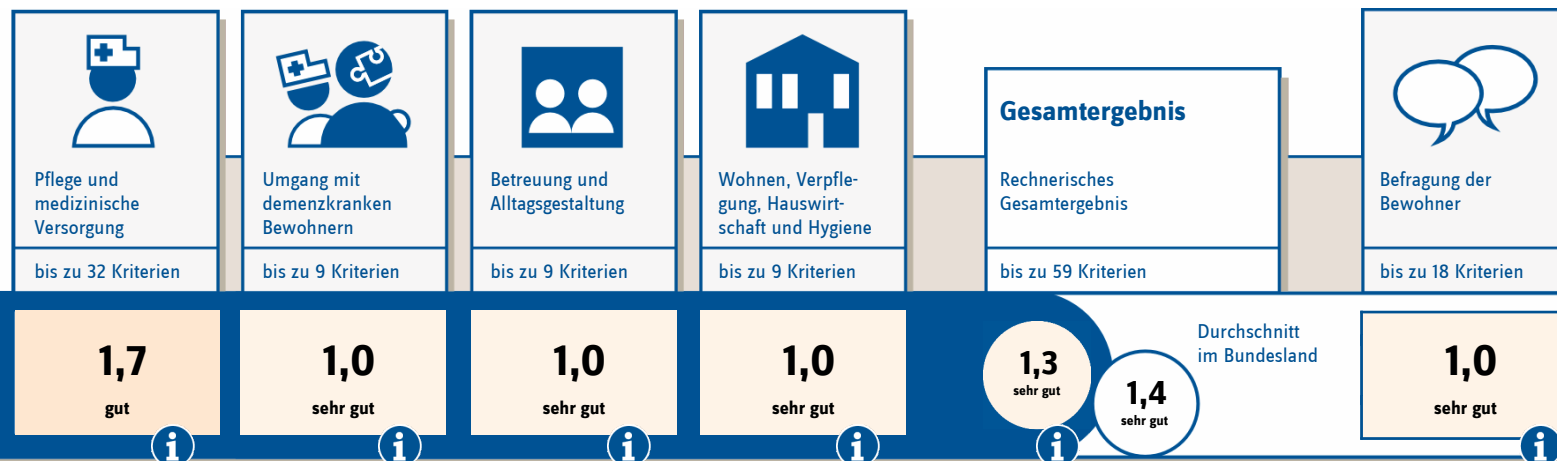 Pflege und
medizinische
Versorgung
bis zu 32 Kriterien
1,7
gut
i
Umgang mit
demenzkranken
Bewohnern
bis zu 9 Kriterien
1,0
sehr gut
i
Betreuung und
Alltagsgestaltung
bis zu 9 Kriterien
1,0
sehr gut
i
Wohnen, Verpfle-
gung, Hauswirt-
schaft und Hygiene
bis zu 9 Kriterien
1,0
sehr gut
i
Gesamtergebnis
Rechnerisches
Gesamtergebnis
bis zu 59 Kriterien
1,3
sehr gut
i
1,4
sehr gut
Durchschnitt
im Bundesland
Befragung der
Bewohner
bis zu 18 Kriterien
1,0
sehr gut
i